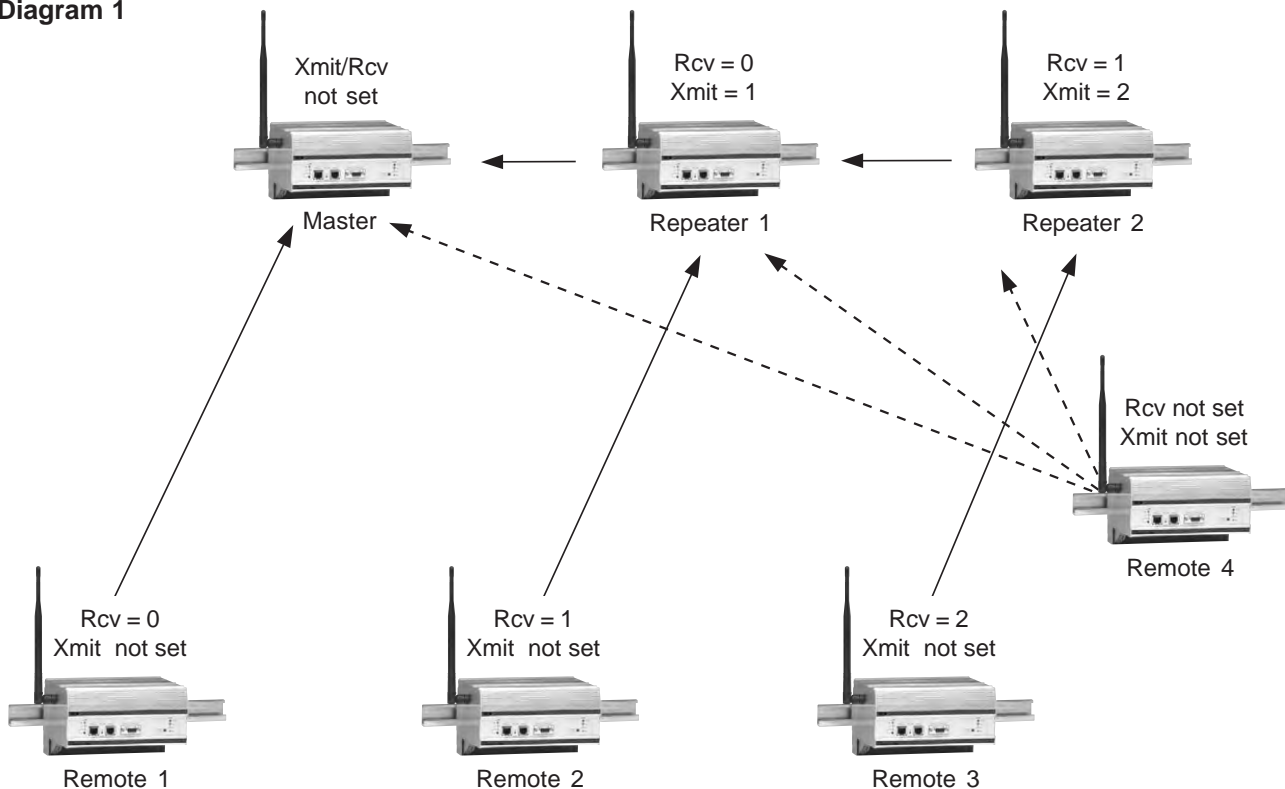 Diagram 1
Xmit/Rcv
not set
Rcv = 0
Xmit = 1
Rcv = 1
Xmit = 2
Master
Repeater 1
Repeater 2
Rcv not set
Xmit not set
Remote 4
Rcv = 0
Xmit not set
Rcv = 1
Xmit not set
Rcv = 2
Xmit not set
Remote 1
Remote 2
Remote 3